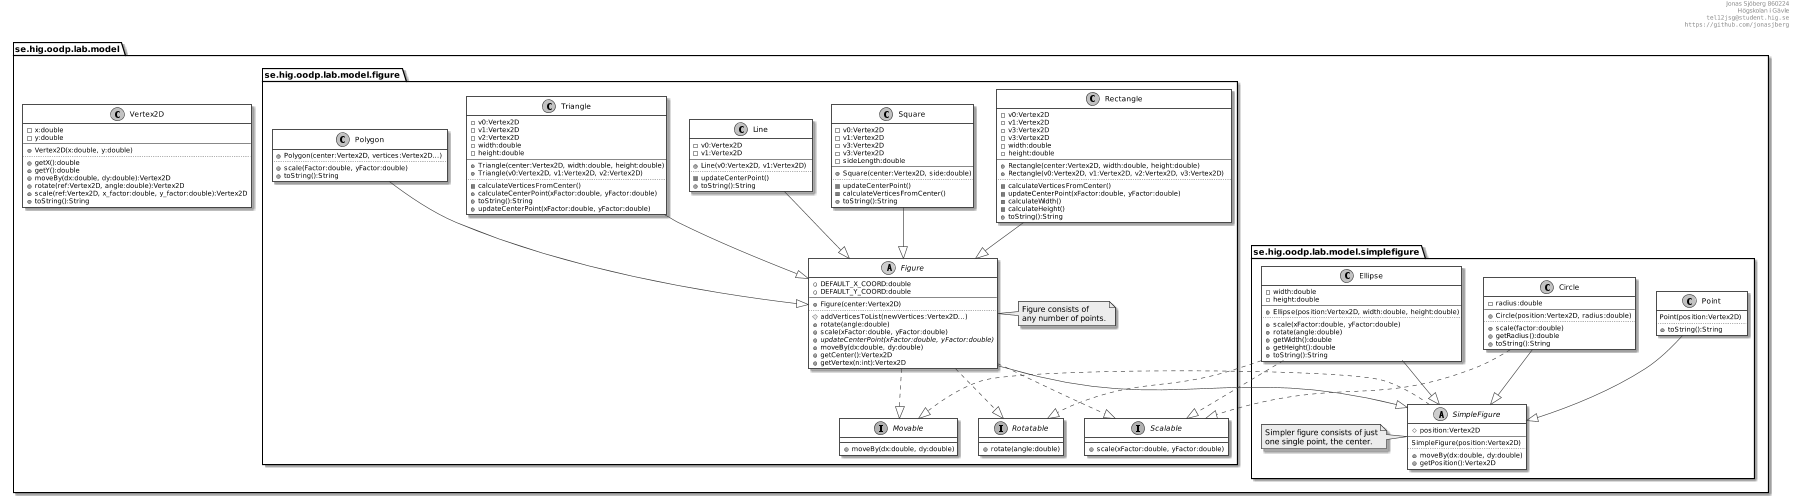 Jonas Sjöberg 860224
Högskolan i Gävle
tel12jsg@student.hig.se
https://github.com/jonasjberg
se.hig.oodp.lab.model
se.hig.oodp.lab.model.figure
C Vertex2D
x:double
y:double
Vertex2D(x:double, y:double)
getX():double
getY():double
moveBy(dx:double, dy:double):Vertex2D
rotate(ref:Vertex2D, angle:double):Vertex2D
scale(ref:Vertex2D, x_factor:double, y_factor:double):Vertex2D
toString():String
C Polygon
Polygon(center:Vertex2D, vertices:Vertex2D...)
scale(Factor:double, yFactor:double)
toString():String
C Triangle
v0:Vertex2D
v1:Vertex2D
v2:Vertex2D
width:double
height:double
Triangle(center:Vertex2D, width:double, height:double)
Triangle(v0:Vertex2D, v1:Vertex2D, v2:Vertex2D)
calculateVerticesFromCenter()
calculateCenterPoint(xFactor:double, yFactor:double)
toString():String
updateCenterPoint(xFactor:double, yFactor:double)
C Line
v0:Vertex2D
v1:Vertex2D
Line(v0:Vertex2D, v1:Vertex2D)
updateCenterPoint()
toString():String
C Square
v0:Vertex2D
v1:Vertex2D
v3:Vertex2D
v3:Vertex2D
sideLength:double
Square(center:Vertex2D, side:double)
updateCenterPoint()
calculateVerticesFromCenter()
toString():String
C Rectangle
v0:Vertex2D
v1:Vertex2D
v3:Vertex2D
v3:Vertex2D
width:double
height:double
Rectangle(center:Vertex2D, width:double, height:double)
Rectangle(v0:Vertex2D, v1:Vertex2D, v2:Vertex2D, v3:Vertex2D)
calculateVerticesFromCenter()
updateCenterPoint(xFactor:double, yFactor:double)
calculateWidth()
calculateHeight()
toString():String
A Figure
DEFAULT_X_COORD:double
DEFAULT_Y_COORD:double
Figure(center:Vertex2D)
addVerticesToList(newVertices:Vertex2D...)
rotate(angle:double)
scale(xFactor:double, yFactor:double)
updateCenterPoint(xFactor:double, yFactor:double)
moveBy(dx:double, dy:double)
getCenter():Vertex2D
getVertex(n:int):Vertex2D
Figure consists of
any number of points.
I Movable
moveBy(dx:double, dy:double)
I Rotatable
rotate(angle:double)
I Scalable
scale(xFactor:double, yFactor:double)
se.hig.oodp.lab.model.simplefigure
C Ellipse
width:double
height:double
Ellipse(position:Vertex2D, width:double, height:double)
scale(xFactor:double, yFactor:double)
rotate(angle:double)
getWidth():double
getHeight():double
toString():String
C Circle
radius:double
Circle(position:Vertex2D, radius:double)
scale(factor:double)
getRadius():double
toString():String
C Point
Point(position:Vertex2D)
toString():String
A SimpleFigure
position:Vertex2D
SimpleFigure(position:Vertex2D)
moveBy(dx:double, dy:double)
getPosition():Vertex2D
Simpler figure consists of just
one single point, the center.